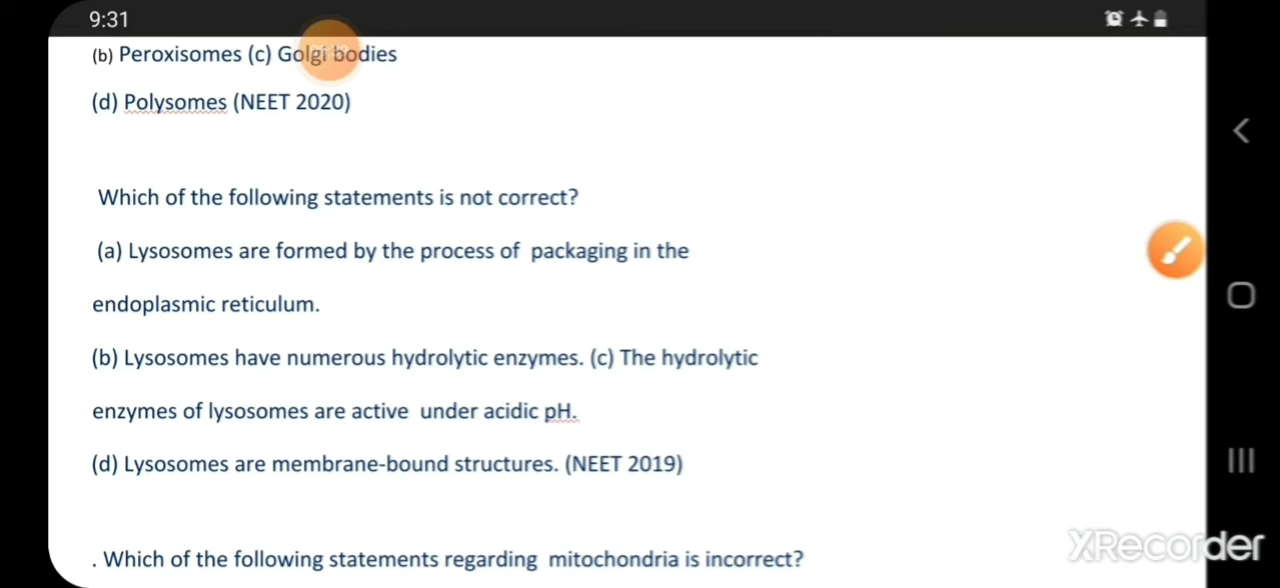 9:31
(b) Peroxisomes (c) Golgi bodies
(d) Polysomes (NEET 2020)
Which of the following statements is not correct?
(a) Lysosomes are formed by the process of packaging in the
endoplasmic reticulum.
(b) Lysosomes have numerous hydrolytic enzymes. (c) The hydrolytic
enzymes of lysosomes are active under acidic pH.
(d) Lysosomes are membrane-bound structures. (NEET 2019)
. Which of the following statements regarding mitochondria is incorrect?
XRecorder